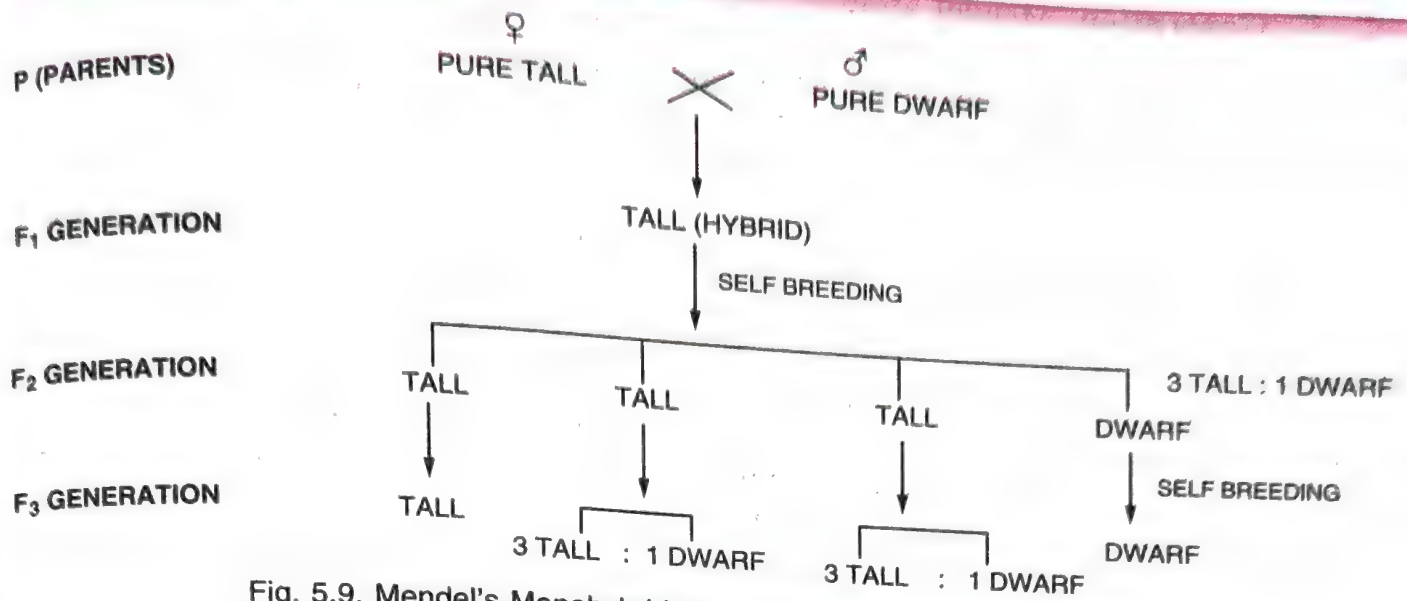 ♀
P (PARENTS) PURE TALL ♂
PURE DWARF
F₁ GENERATION TALL (HYBRID)
SELF BREEDING
F₂ GENERATION TALL TALL TALL DWARF 3 TALL : 1 DWARF
SELF BREEDING
F₃ GENERATION TALL 3 TALL : 1 DWARF 3 TALL : 1 DWARF DWARF
Fig. 5.9. Mendel's